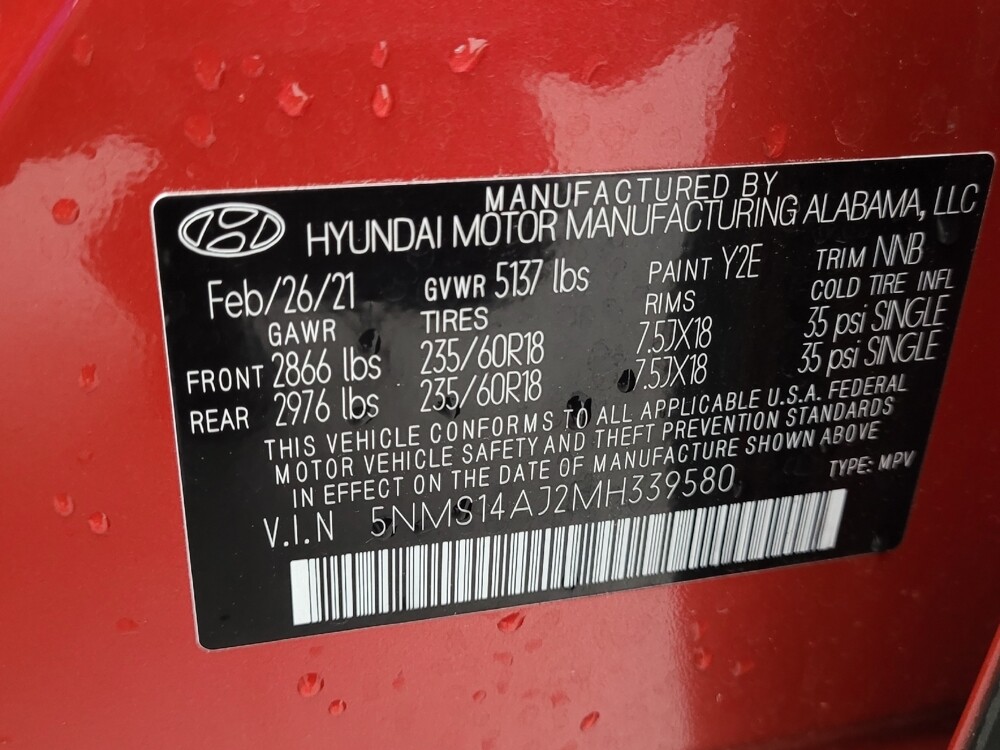 MANUFACTURED BY
HYUNDAI MOTOR MANUFACTURING ALABAMA, LLC
Feb/26/21 GVWR 5137 lbs PAINT Y2E TRIM NNB
GAWR TIRES RIMS COLD TIRE INFL
FRONT 2866 lbs 235/60R18 7.5JX18 35 psi SINGLE
REAR 2976 lbs 235/60R18 7.5JX18 35 psi SINGLE
THIS VEHICLE CONFORMS TO ALL APPLICABLE U.S.A. FEDERAL
MOTOR VEHICLE SAFETY AND THEFT PREVENTION STANDARDS
IN EFFECT ON THE DATE OF MANUFACTURE SHOWN ABOVE
TYPE: MPV
V.I.N 5NMS14AJ2MH339580